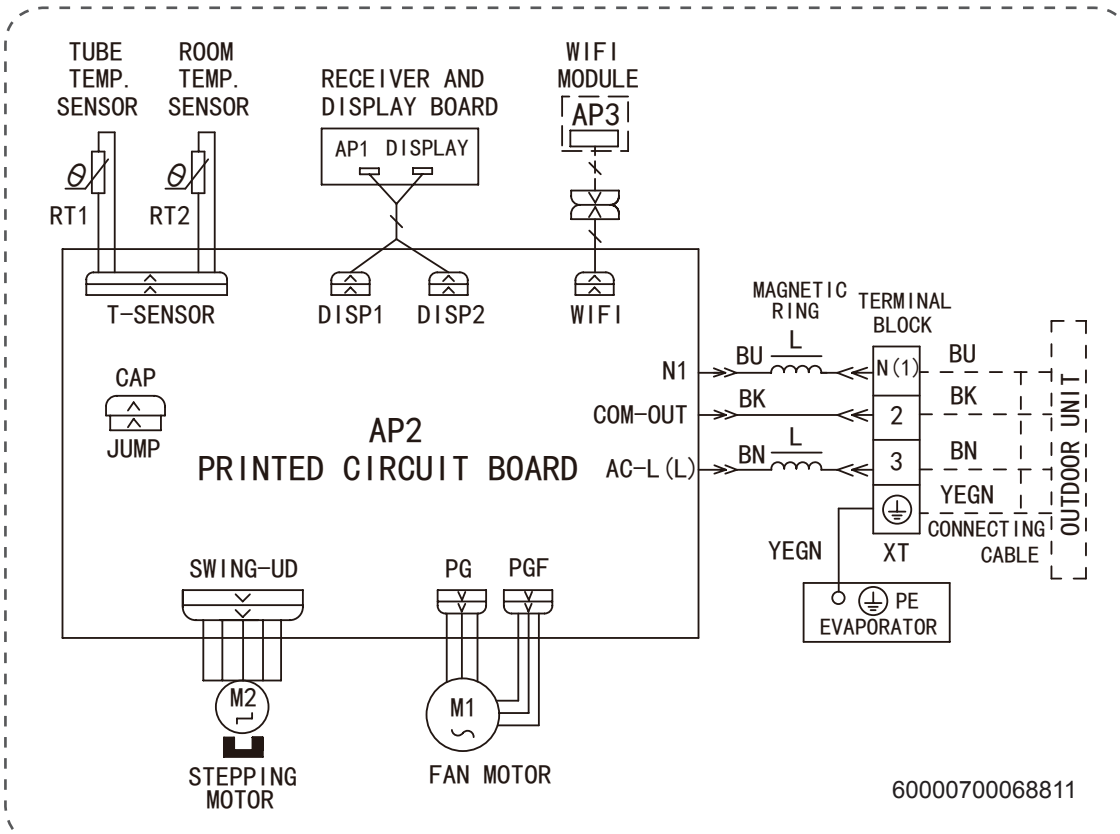 TUBE
TEMP.
SENSOR
ROOM
TEMP.
SENSOR
RECEIVER AND
DISPLAY BOARD
AP1 DISPLAY
WIFI
MODULE
AP3
θ
RT1
θ
RT2
T-SENSOR
DISP1
DISP2
WIFI
MAGNETIC
RING
TERMINAL
BLOCK
CAP
JUMP
AP2
PRINTED CIRCUIT BOARD
N1
BU
L
N(1)
BU
COM-OUT
BK
2
BK
AC-L(L)
BN
L
3
BN
YEGN
CONNECTING
CABLE
OUTDOOR UNIT
XT
YEGN
PE
EVAPORATOR
SWING-UD
PG
PGF
M2
STEPPING
MOTOR
M1
FAN MOTOR
60000700068811